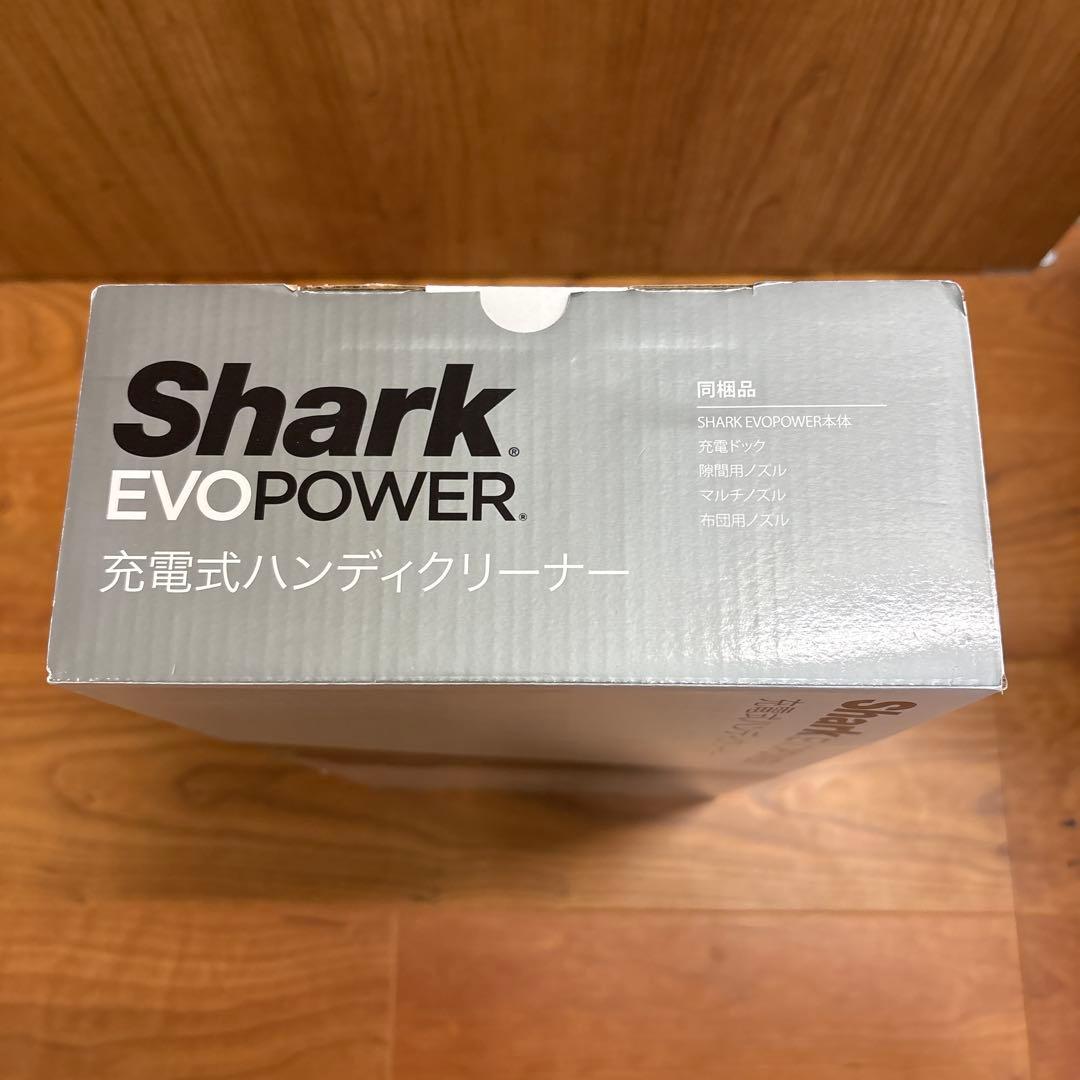 Shark®
EVOPOWER®
充電式ハンディクリーナー
同梱品
SHARK EVOPOWER本体
充電ドック
隙間用ノズル
マルチノズル
布団用ノズル
Shark